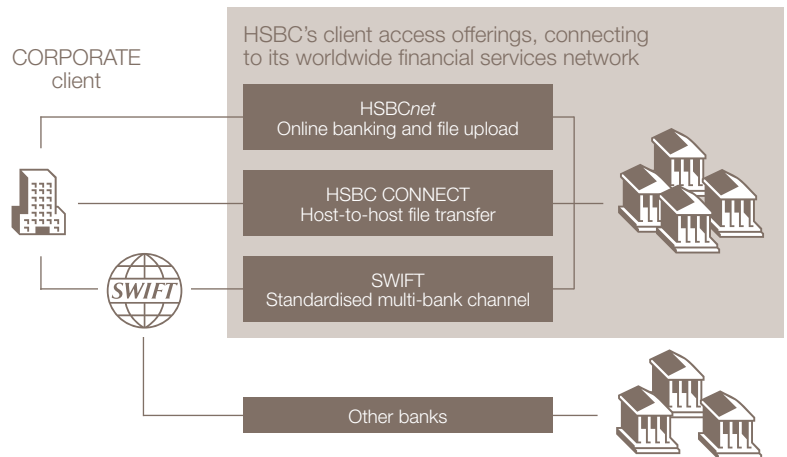 CORPORATE
client
HSBC’s client access offerings, connecting
to its worldwide financial services network
HSBCnet
Online banking and file upload
HSBC CONNECT
Host-to-host file transfer
SWIFT
SWIFT
Standardised multi-bank channel
Other banks